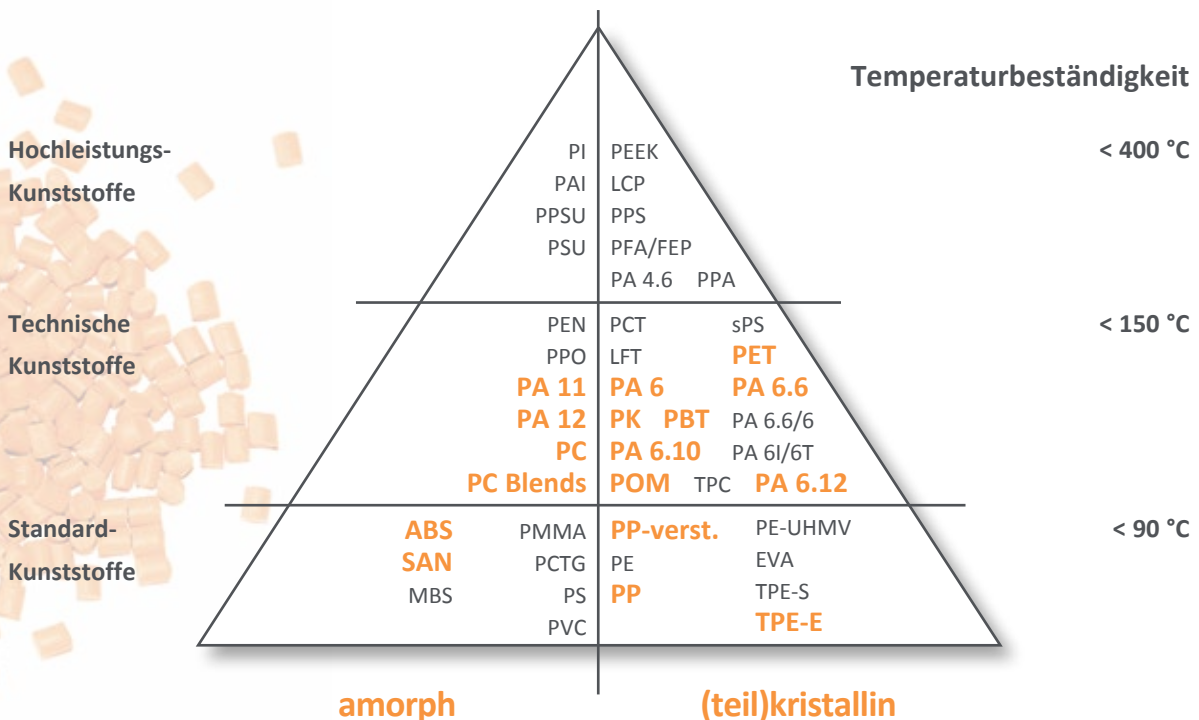 Temperaturbeständigkeit
Hochleistungs-
Kunststoffe
< 400 °C
PI PEEK
PAI LCP
PPSU PPS
PSU PFA/FEP
PA 4.6 PPA
Technische
Kunststoffe
< 150 °C
PEN PCT sPS
PPO LFT PET
PA 11 PA 6 PA 6.6
PA 12 PK PBT PA 6.6/6
PC PA 6.10 PA 6I/6T
PC Blends POM TPC PA 6.12
Standard-
Kunststoffe
< 90 °C
ABS PMMA PP-verst. PE-UHMV
SAN PCTG PE EVA
MBS PS PP TPE-S
PVC TPE-E
amorph (teil)kristallin